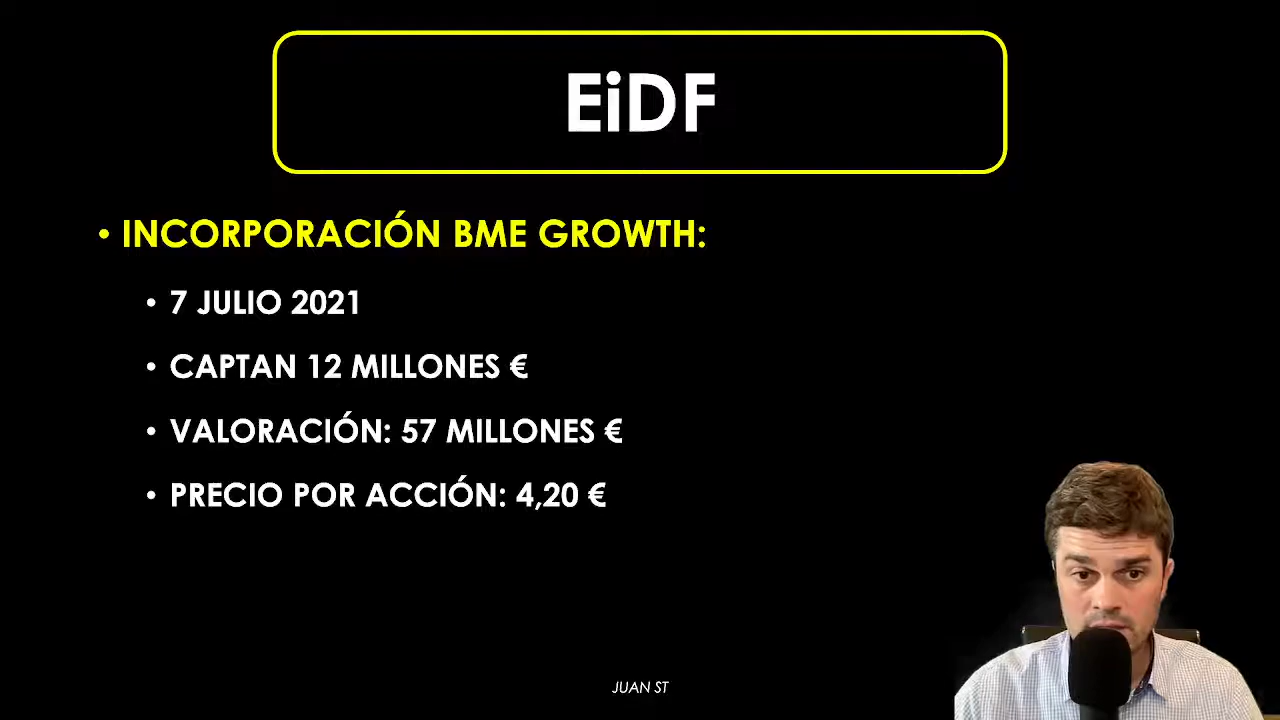 EiDF
• INCORPORACIÓN BME GROWTH:
• 7 JULIO 2021
• CAPTAN 12 MILLONES €
• VALORACIÓN: 57 MILLONES €
• PRECIO POR ACCIÓN: 4,20 €
JUAN ST